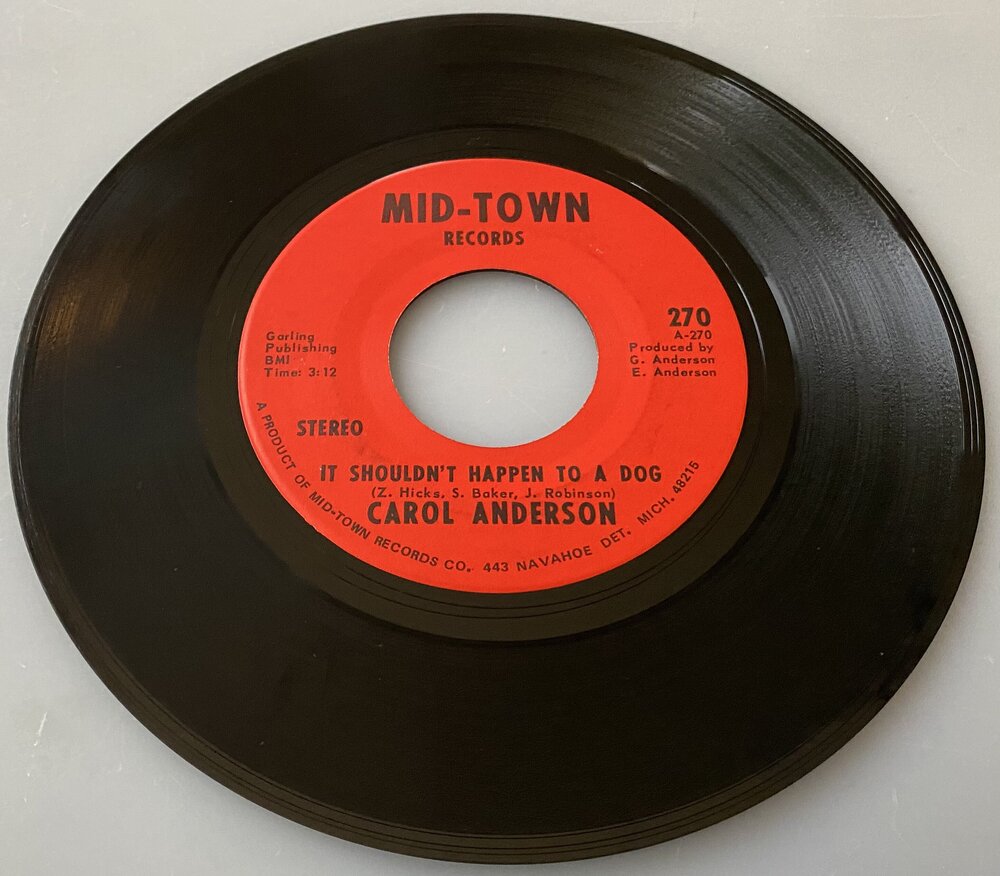 MID-TOWN
RECORDS
Garling
Publishing
BMI
Time: 3:12
270
A-270
Produced by
G. Anderson
E. Anderson
STEREO
IT SHOULDN'T HAPPEN TO A DOG
(Z. Hicks, S. Baker, J. Robinson)
CAROL ANDERSON
A PRODUCT OF MID-TOWN RECORDS CO. 443 NAVAHOE DET. MICH. 48215